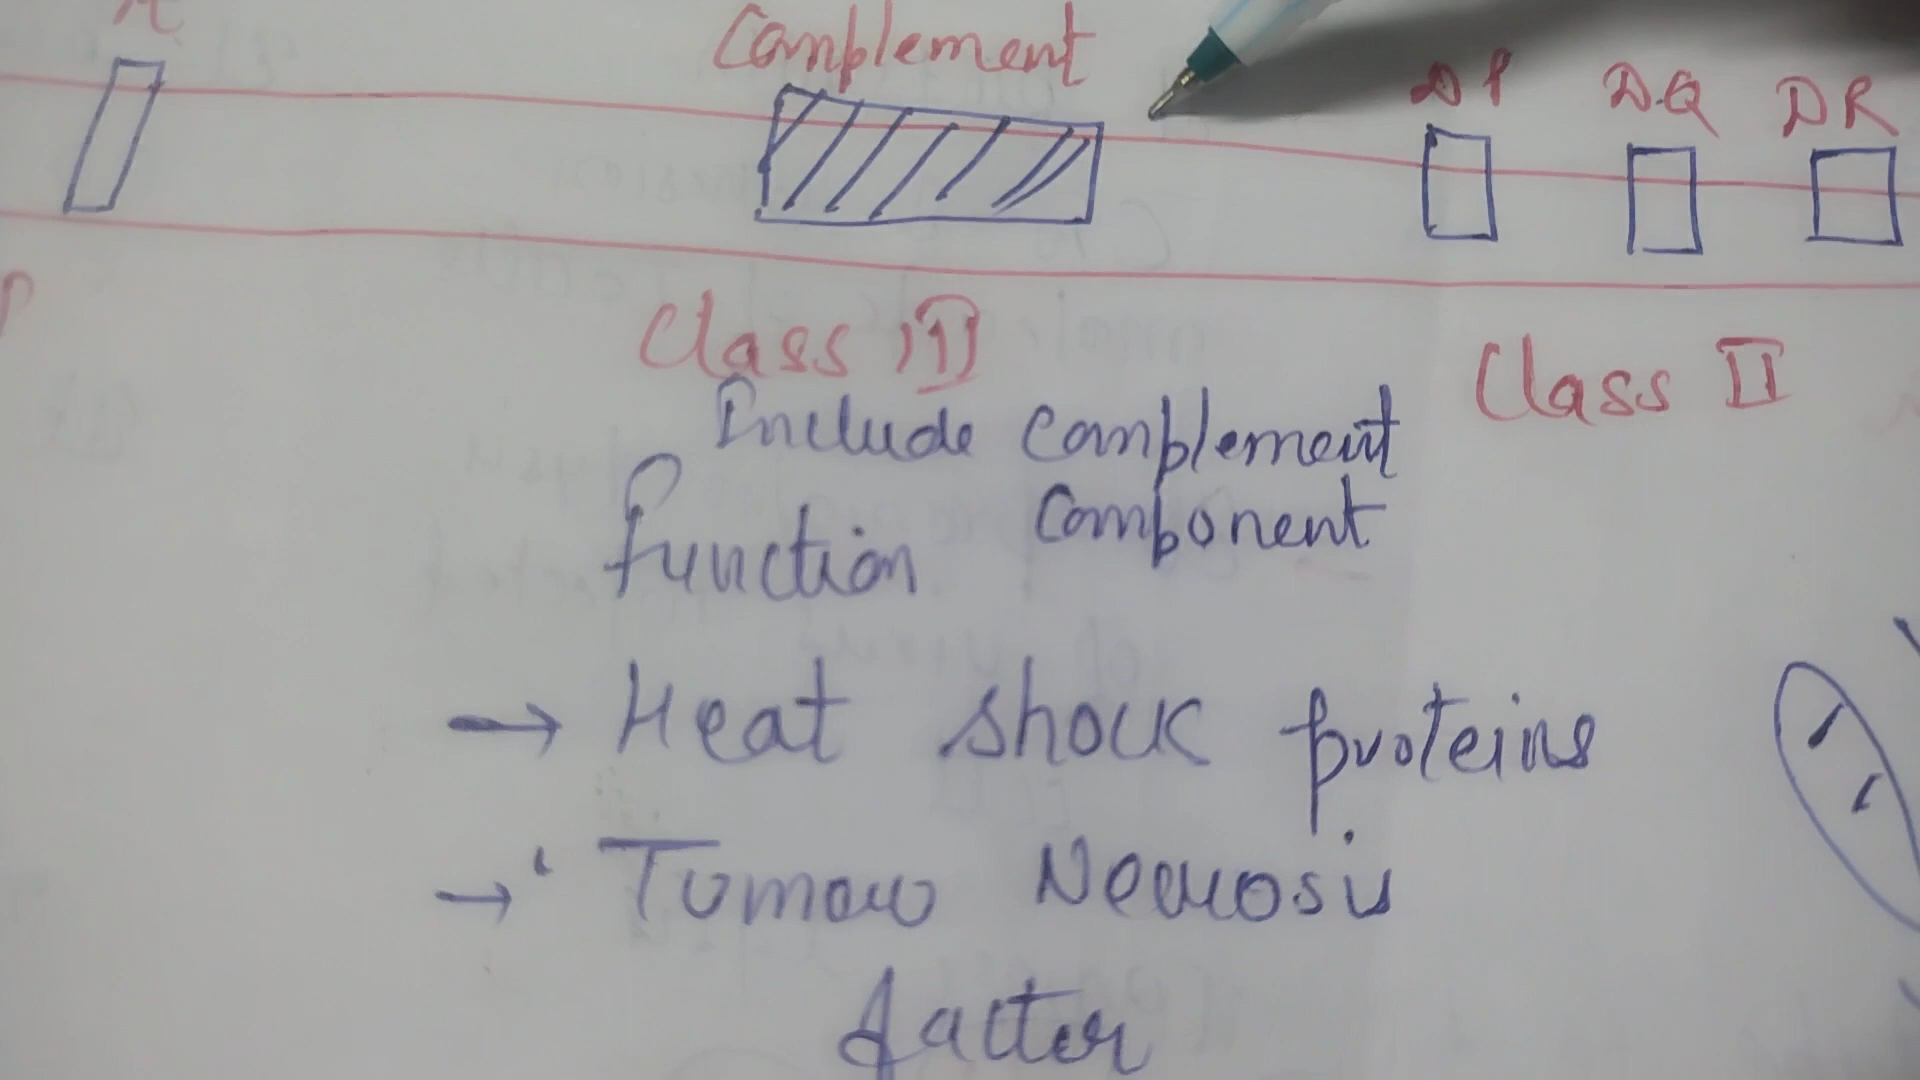 Complement
DP DQ DR
Class III
Class II
Include Complement
Component
Function
→ Heat shock proteins
→ Tumour Necrosis
factor